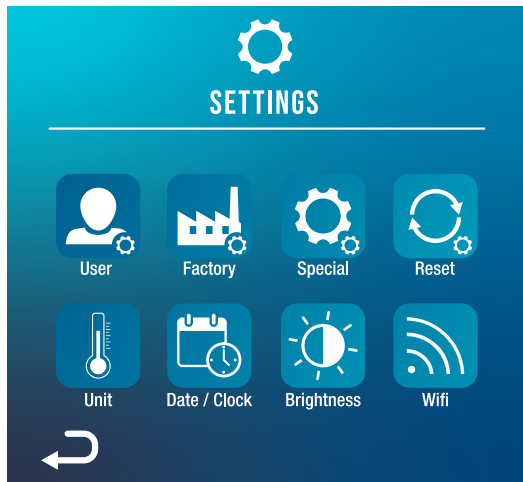 SETTINGS
User Factory Special Reset
Unit Date / Clock Brightness Wifi